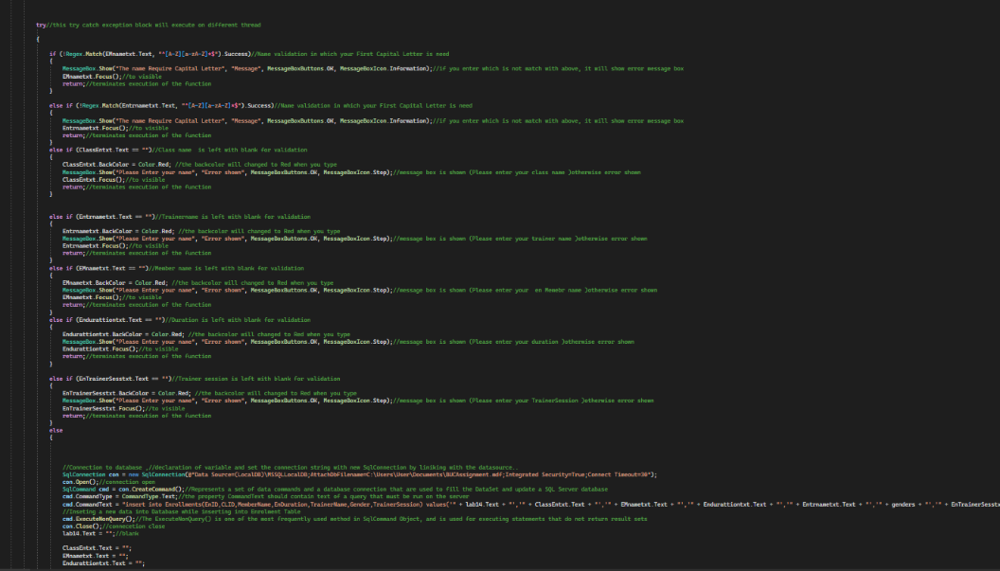 try//this try catch exception block will execute on different thread
{
if (!Regex.Match(EMnametxt.Text, "^[A-Z][a-zA-Z]*$").Success)//Name validation in which your First Capital Letter is need
{
MessageBox.Show("The name Require Capital Letter", "Message", MessageBoxButtons.OK, MessageBoxIcon.Information);//if you enter which is not match with above, it will show error message box
EMnametxt.Focus();//to visible
return;//terminates execution of the function
}
else if (!Regex.Match(Entrnametxt.Text, "^[A-Z][a-zA-Z]*$").Success)//Name validation in which your First Capital Letter is need
{
MessageBox.Show("The name Require Capital Letter", "Message", MessageBoxButtons.OK, MessageBoxIcon.Information);//if you enter which is not match with above, it will show error message box
Entrnametxt.Focus();//to visible
return;//terminates execution of the function
}
else if (ClassEntxt.Text == "")//Class name  is left with blank for validation
{
ClassEntxt.BackColor = Color.Red; //the backcolor will changed to Red when you type
MessageBox.Show("Please Enter your name", "Error shown", MessageBoxButtons.OK, MessageBoxIcon.Stop);//message box is shown (Please enter your class name )otherwise error shown
ClassEntxt.Focus();//to visible
return;//terminates execution of the function
}
else if (Entrnametxt.Text == "")//Trainername is left with blank for validation
{
Entrnametxt.BackColor = Color.Red; //the backcolor will changed to Red when you type
MessageBox.Show("Please Enter your name", "Error shown", MessageBoxButtons.OK, MessageBoxIcon.Stop);//message box is shown (Please enter your trainer name )otherwise error shown
Entrnametxt.Focus();//to visible
return;//terminates execution of the function
}
else if (EMnametxt.Text == "")//Member name is left with blank for validation
{
EMnametxt.BackColor = Color.Red; //the backcolor will changed to Red when you type
MessageBox.Show("Please Enter your name", "Error shown", MessageBoxButtons.OK, MessageBoxIcon.Stop);//message box is shown (Please enter your  en Memebr name )otherwise error shown
EMnametxt.Focus();//to visible
return;//terminates execution of the function
}
else if (Endurattiontxt.Text == "")//Duration is left with blank for validation
{
Endurattiontxt.BackColor = Color.Red; //the backcolor will changed to Red when you type
MessageBox.Show("Please Enter your name", "Error shown", MessageBoxButtons.OK, MessageBoxIcon.Stop);//message box is shown (Please enter your duration )otherwise error shown
Endurattiontxt.Focus();//to visible
return;//terminates execution of the function
}
else if (EnTrainerSesstxt.Text == "")//Trainer session is left with blank for validation
{
EnTrainerSesstxt.BackColor = Color.Red; //the backcolor will changed to Red when you type
MessageBox.Show("Please Enter your name", "Error shown", MessageBoxButtons.OK, MessageBoxIcon.Stop);//message box is shown (Please enter your TrainerSession )otherwise error shown
EnTrainerSesstxt.Focus();//to visible
return;//terminates execution of the function
}
else
{
//Connection to database ,//declaration of variable and set the connection string with new SqlConnection by liniking with the datasource..
SqlConnection con = new SqlConnection(@"Data Source=(LocalDB)\MSSQLLocalDB;AttachDbFilename=C:\Users\User\Documents\BUCAssignment.mdf;Integrated Security=True;Connect Timeout=30");
con.Open();//connection open
SqlCommand cmd = con.CreateCommand();//Represents a set of data commands and a database connection that are used to fill the DataSet and update a SQL Server database
cmd.CommandType = CommandType.Text;//the property CommandText should contain text of a query that must be run on the server
cmd.CommandText = "insert into Enrollments(EnID,CLID,MemberName,EnDuration,TrainerName,Gender,TrainerSession) values('" + lab14.Text + "','" + ClassEntxt.Text + "','" + EMnametxt.Text + "','" + Endurattiontxt.Text + "','" + Entrnametxt.Text + "','" + genders + "','" + EnTrainerSesstx
//Inseting a new data into Database while inserting into Enrolment Table
cmd.ExecuteNonQuery();//The ExecuteNonQuery() is one of the most frequently used method in SqlCommand Object, and is used for executing statements that do not return result sets
con.Close();//connecetion close
lab14.Text = "";//blank
ClassEntxt.Text = "";
EMnametxt.Text = "";
Endurattiontxt.Text = "";